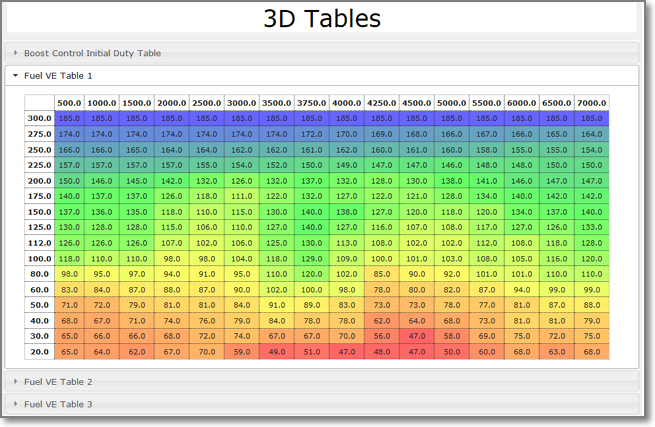 3D Tables
Boost Control Initial Duty Table
Fuel VE Table 1
500.0 1000.0 1500.0 2000.0 2500.0 3000.0 3500.0 3750.0 4000.0 4250.0 4500.0 5000.0 5500.0 6000.0 6500.0 7000.0
300.0 185.0 185.0 185.0 185.0 185.0 185.0 185.0 185.0 185.0 185.0 185.0 185.0 185.0 185.0 185.0 185.0
275.0 174.0 174.0 174.0 174.0 174.0 174.0 174.0 172.0 170.0 169.0 168.0 166.0 167.0 166.0 165.0 164.0
250.0 166.0 166.0 165.0 164.0 162.0 164.0 162.0 162.0 161.0 160.0 161.0 160.0 158.0 155.0 155.0 154.0
225.0 157.0 157.0 157.0 157.0 155.0 154.0 152.0 150.0 149.0 147.0 147.0 146.0 148.0 148.0 150.0 150.0
200.0 150.0 146.0 145.0 142.0 132.0 126.0 132.0 137.0 132.0 128.0 130.0 138.0 141.0 146.0 147.0 147.0
175.0 140.0 137.0 137.0 126.0 118.0 111.0 122.0 132.0 127.0 122.0 121.0 128.0 134.0 140.0 142.0 142.0
150.0 137.0 136.0 135.0 118.0 110.0 115.0 130.0 140.0 138.0 127.0 120.0 118.0 120.0 134.0 137.0 140.0
125.0 130.0 128.0 128.0 115.0 106.0 110.0 127.0 140.0 127.0 116.0 107.0 108.0 117.0 127.0 126.0 133.0
112.0 126.0 126.0 126.0 107.0 102.0 106.0 125.0 130.0 113.0 108.0 102.0 102.0 112.0 108.0 118.0 128.0
100.0 118.0 110.0 110.0 98.0 98.0 104.0 118.0 129.0 109.0 100.0 101.0 103.0 108.0 105.0 116.0 120.0
80.0 98.0 95.0 97.0 94.0 91.0 95.0 110.0 120.0 102.0 85.0 90.0 92.0 101.0 101.0 110.0 110.0
60.0 83.0 84.0 87.0 88.0 87.0 90.0 102.0 100.0 98.0 78.0 80.0 82.0 87.0 94.0 99.0 99.0
50.0 71.0 72.0 79.0 81.0 81.0 84.0 91.0 89.0 83.0 73.0 73.0 78.0 77.0 81.0 87.0 88.0
40.0 68.0 67.0 71.0 74.0 76.0 79.0 84.0 78.0 78.0 62.0 64.0 68.0 73.0 81.0 81.0 79.0
30.0 65.0 66.0 66.0 68.0 72.0 74.0 67.0 67.0 70.0 56.0 47.0 58.0 69.0 75.0 72.0 75.0
20.0 65.0 64.0 62.0 67.0 70.0 59.0 49.0 51.0 47.0 48.0 47.0 50.0 60.0 68.0 63.0 68.0
Fuel VE Table 2
Fuel VE Table 3